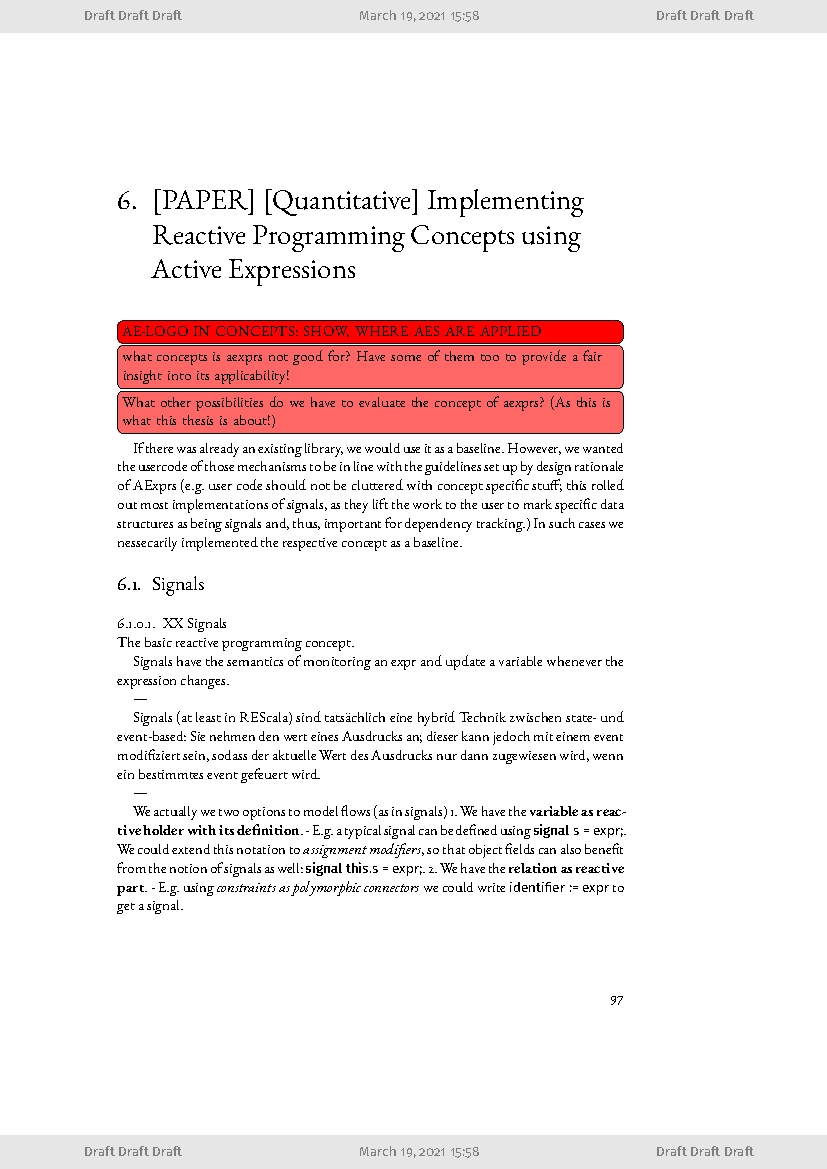 Draft Draft Draft March 19, 2021 15:58 Draft Draft Draft
6. [PAPER] [Quantitative] Implementing
Reactive Programming Concepts using
Active Expressions
AE-LOGO IN CONCEPTS: SHOW, WHERE AES ARE APPLIED
what concepts is aexprs not good for? Have some of them too to provide a fair
insight into its applicability!
What other possibilities do we have to evaluate the concept of aexprs? (As this is
what this thesis is about!)
If there was already an existing library, we would use it as a baseline. However, we wanted
the usercode of those mechanisms to be in line with the guidelines set up by design rationale
of AExprs (e.g. user code should not be cluttered with concept specific stuff; this rolled
out most implementations of signals, as they lift the work to the user to mark specific data
structures as being signals and, thus, important for dependency tracking.) In such cases we
nessecarily implemented the respective concept as a baseline.
6.1. Signals
6.1.0.1. XX Signals
The basic reactive programming concept.
Signals have the semantics of monitoring an expr and update a variable whenever the
expression changes.
—
Signals (at least in REScala) sind tatsächlich eine hybrid Technik zwischen state- und
event-based: Sie nehmen den wert eines Ausdrucks an; dieser kann jedoch mit einem event
modifiziert sein, sodass der aktuelle Wert des Ausdrucks nur dann zugewiesen wird, wenn
ein bestimmtes event gefeuert wird.
—
We actually we two options to model flows (as in signals) 1. We have the variable as reac-
tive holder with its definition. - E.g. a typical signal can be defined using signal s = expr;.
We could extend this notation to assignment modifiers, so that object fields can also benefit
from the notion of signals as well: signal this.s = expr;. 2. We have the relation as reactive
part. - E.g. using constraints as polymorphic connectors we could write identifier := expr to
get a signal.
97
Draft Draft Draft March 19, 2021 15:58 Draft Draft Draft